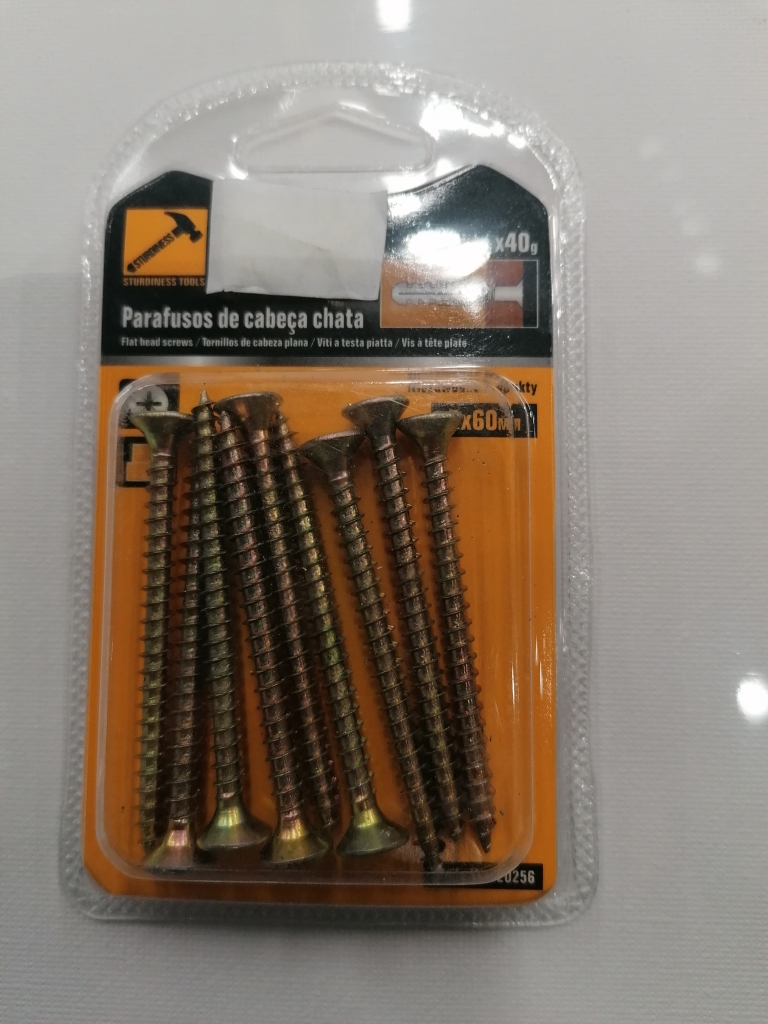 STURDINESS
STURDINESS TOOLS
x40g
Parafusos de cabeça chata
Flat head screws / Tornillos de cabeza plana / Viti a testa piatta / Vis à tête plate
x60MM
20256